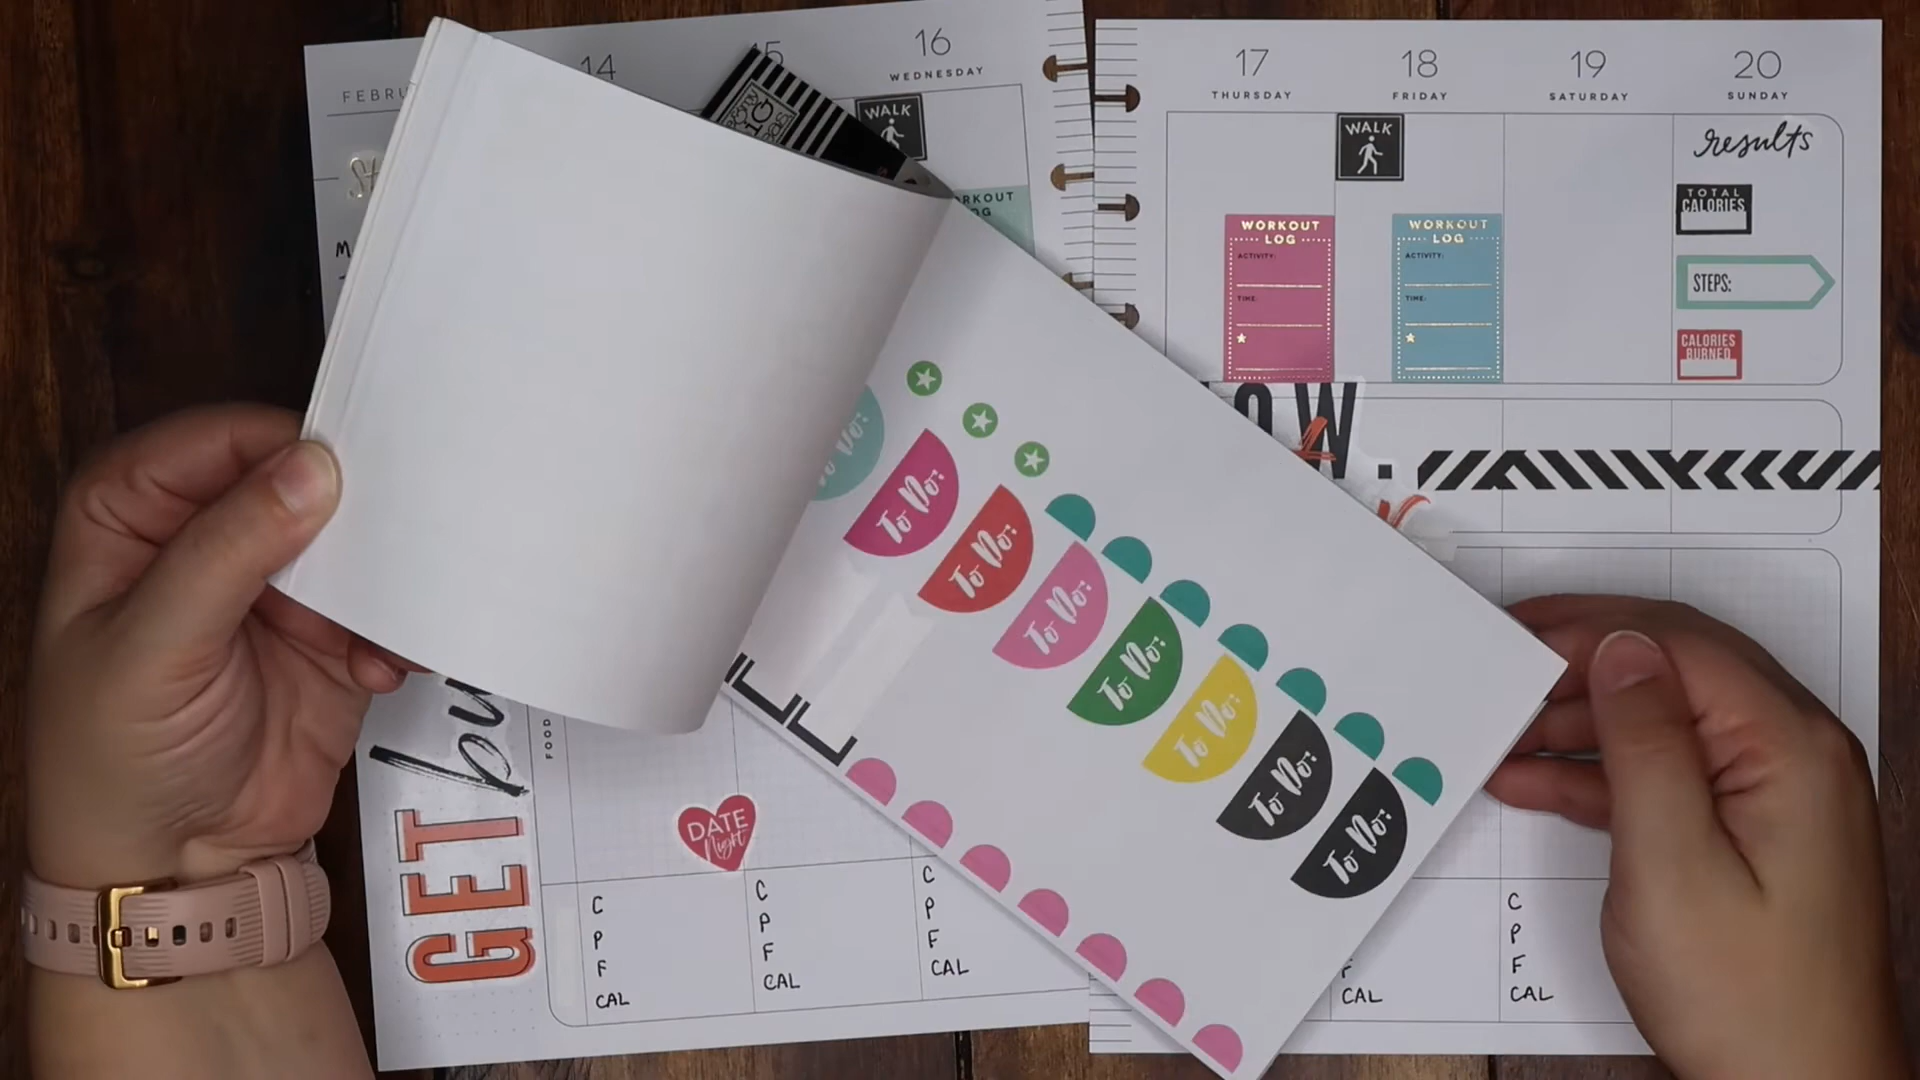 14
15
16
WEDNESDAY
17
THURSDAY
18
FRIDAY
19
SATURDAY
20
SUNDAY
WALK
WALK
results
TOTAL
CALORIES
STEPS:
CALORIES
BURNED
WORKOUT
LOG
ACTIVITY:
TIME:
WORKOUT
LOG
ACTIVITY:
TIME:
To Do:
To Do:
To Do:
To Do:
To Do:
To Do:
To Do:
To Do:
GET
FOOD
DATE
Night
C
P
F
CAL
C
P
F
CAL
C
P
F
CAL
F
CAL
C
P
F
CAL